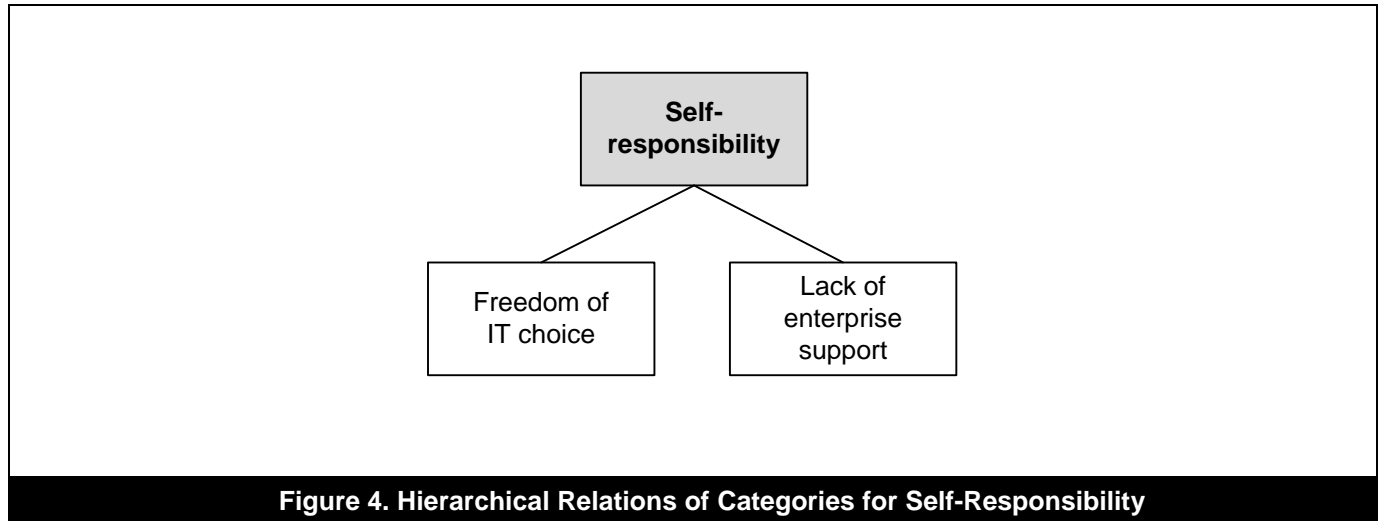 Self-
responsibility
Freedom of
IT choice
Lack of
enterprise
support
Figure 4. Hierarchical Relations of Categories for Self-Responsibility